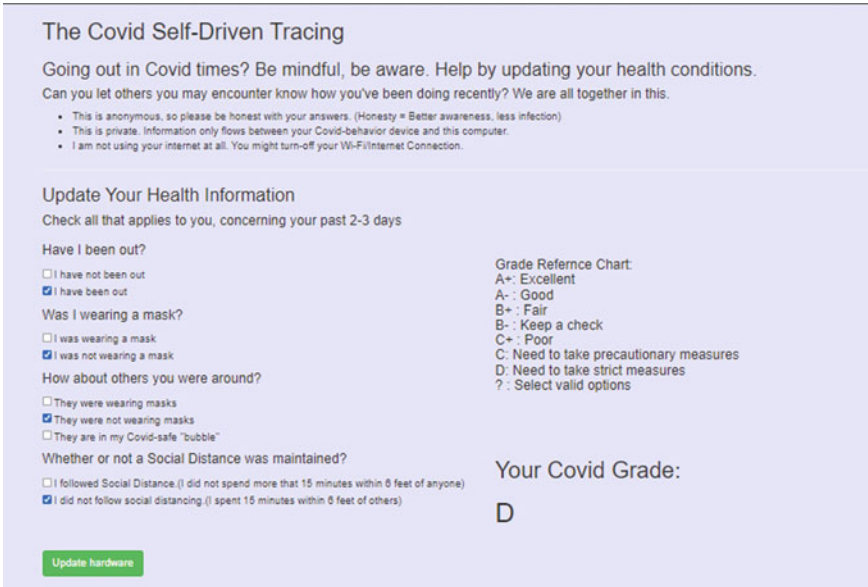 The Covid Self-Driven Tracing
Going out in Covid times? Be mindful, be aware. Help by updating your health conditions.
Can you let others you may encounter know how you've been doing recently? We are all together in this.
• This is anonymous, so please be honest with your answers. (Honesty = Better awareness, less infection)
• This is private. Information only flows between your Covid-behavior device and this computer.
• I am not using your internet at all. You might turn-off your Wi-Fi/Internet Connection.
Update Your Health Information
Check all that applies to you, concerning your past 2-3 days
Have I been out?
I have not been out
I have been out
Was I wearing a mask?
I was wearing a mask
I was not wearing a mask
How about others you were around?
They were wearing masks
They were not wearing masks
They are in my Covid-safe "bubble"
Whether or not a Social Distance was maintained?
I followed Social Distance.(I did not spend more that 15 minutes within 6 feet of anyone)
I did not follow social distancing.(I spent 15 minutes within 6 feet of others)
Update hardware
Grade Refernce Chart:
A+: Excellent
A- : Good
B+ : Fair
B- : Keep a check
C+ : Poor
C: Need to take precautionary measures
D: Need to take strict measures
? : Select valid options
Your Covid Grade:
D